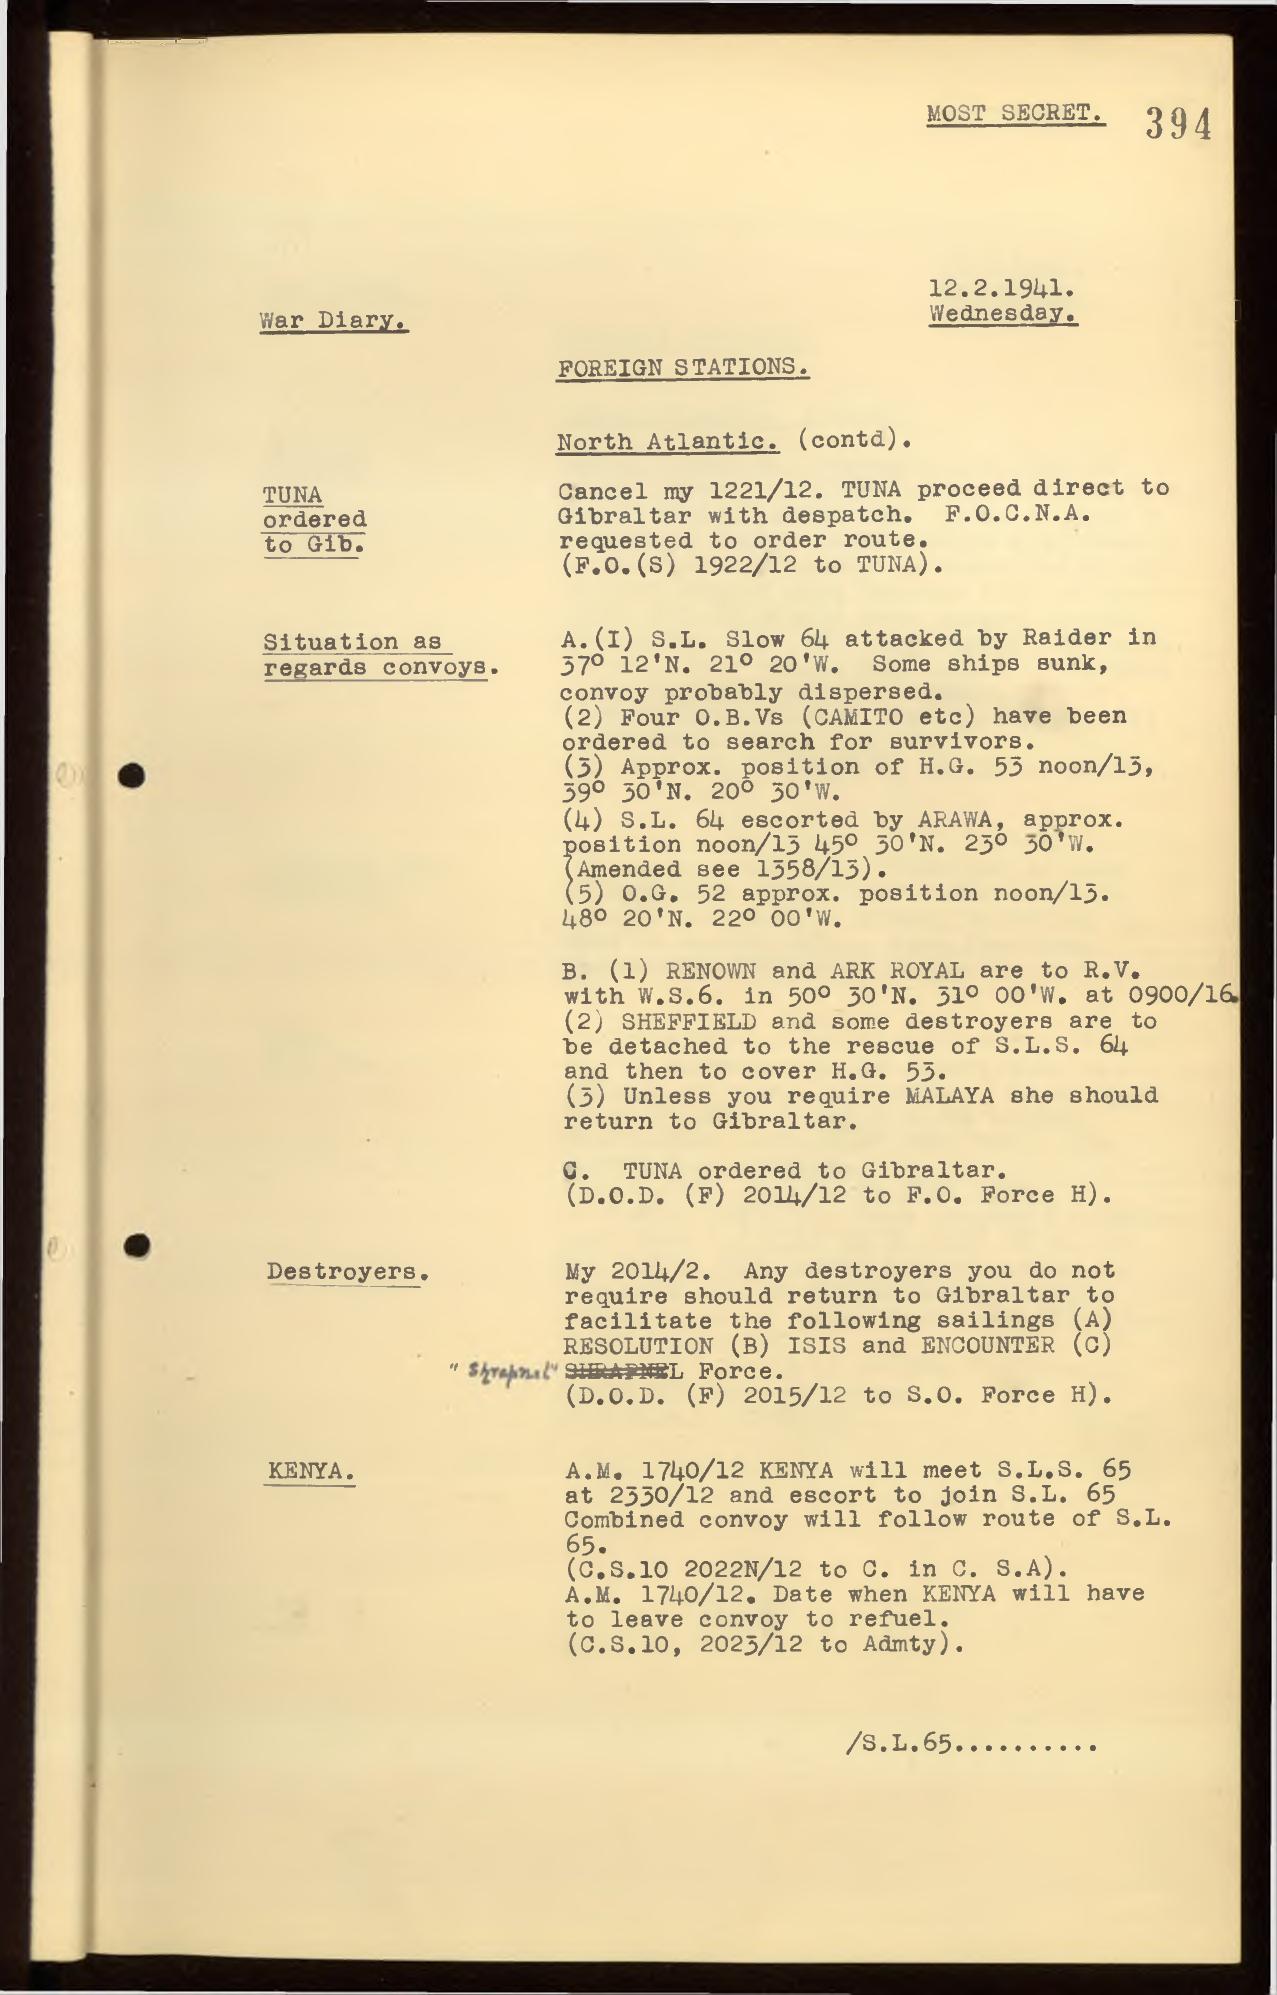 MOST SECRET. 394
12.2.1941.
War Diary.
Wednesday.
FOREIGN STATIONS.
North Atlantic. (contd).
TUNA
ordered
to Gib.
Cancel my 1221/12. TUNA proceed direct to
Gibraltar with despatch. F.O.C.N.A.
requested to order route.
(F.O.(S) 1922/12 to TUNA).
Situation as
regards convoys.
A.(I) S.L. Slow 64 attacked by Raider in
37º 12'N. 21º 20'W. Some ships sunk,
convoy probably dispersed.
(2) Four O.B.Vs (CAMITO etc) have been
ordered to search for survivors.
(3) Approx. position of H.G. 53 noon/13,
39º 30'N. 20º 30'W.
(4) S.L. 64 escorted by ARAWA, approx.
position noon/13 45º 30'N. 23º 30'W.
(Amended see 1358/13).
(5) O.G. 52 approx. position noon/13.
48º 20'N. 22º 00'W.
B. (1) RENOWN and ARK ROYAL are to R.V.
with W.S.6. in 50º 30'N. 31º 00'W. at 0900/16.
(2) SHEFFIELD and some destroyers are to
be detached to the rescue of S.L.S. 64
and then to cover H.G. 53.
(3) Unless you require MALAYA she should
return to Gibraltar.
C. TUNA ordered to Gibraltar.
(D.O.D. (F) 2014/12 to F.O. Force H).
Destroyers.
My 2014/2. Any destroyers you do not
require should return to Gibraltar to
facilitate the following sailings (A)
RESOLUTION (B) ISIS and ENCOUNTER (C)
"Shrapnel" SHRAPNEL Force.
(D.O.D. (F) 2015/12 to S.O. Force H).
KENYA.
A.M. 1740/12 KENYA will meet S.L.S. 65
at 2330/12 and escort to join S.L. 65
Combined convoy will follow route of S.L.
65.
(C.S.10 2022N/12 to C. in C. S.A).
A.M. 1740/12. Date when KENYA will have
to leave convoy to refuel.
(C.S.10, 2023/12 to Admty).
/S.L.65..........